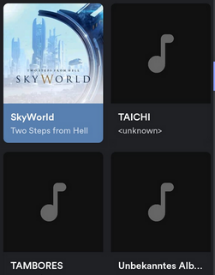 TWO STEPS FROM HELL
SKYWORLD
SkyWorld
Two Steps from Hell
TAICHI
<unknown>
TAMBORES
Unbekanntes Alb...